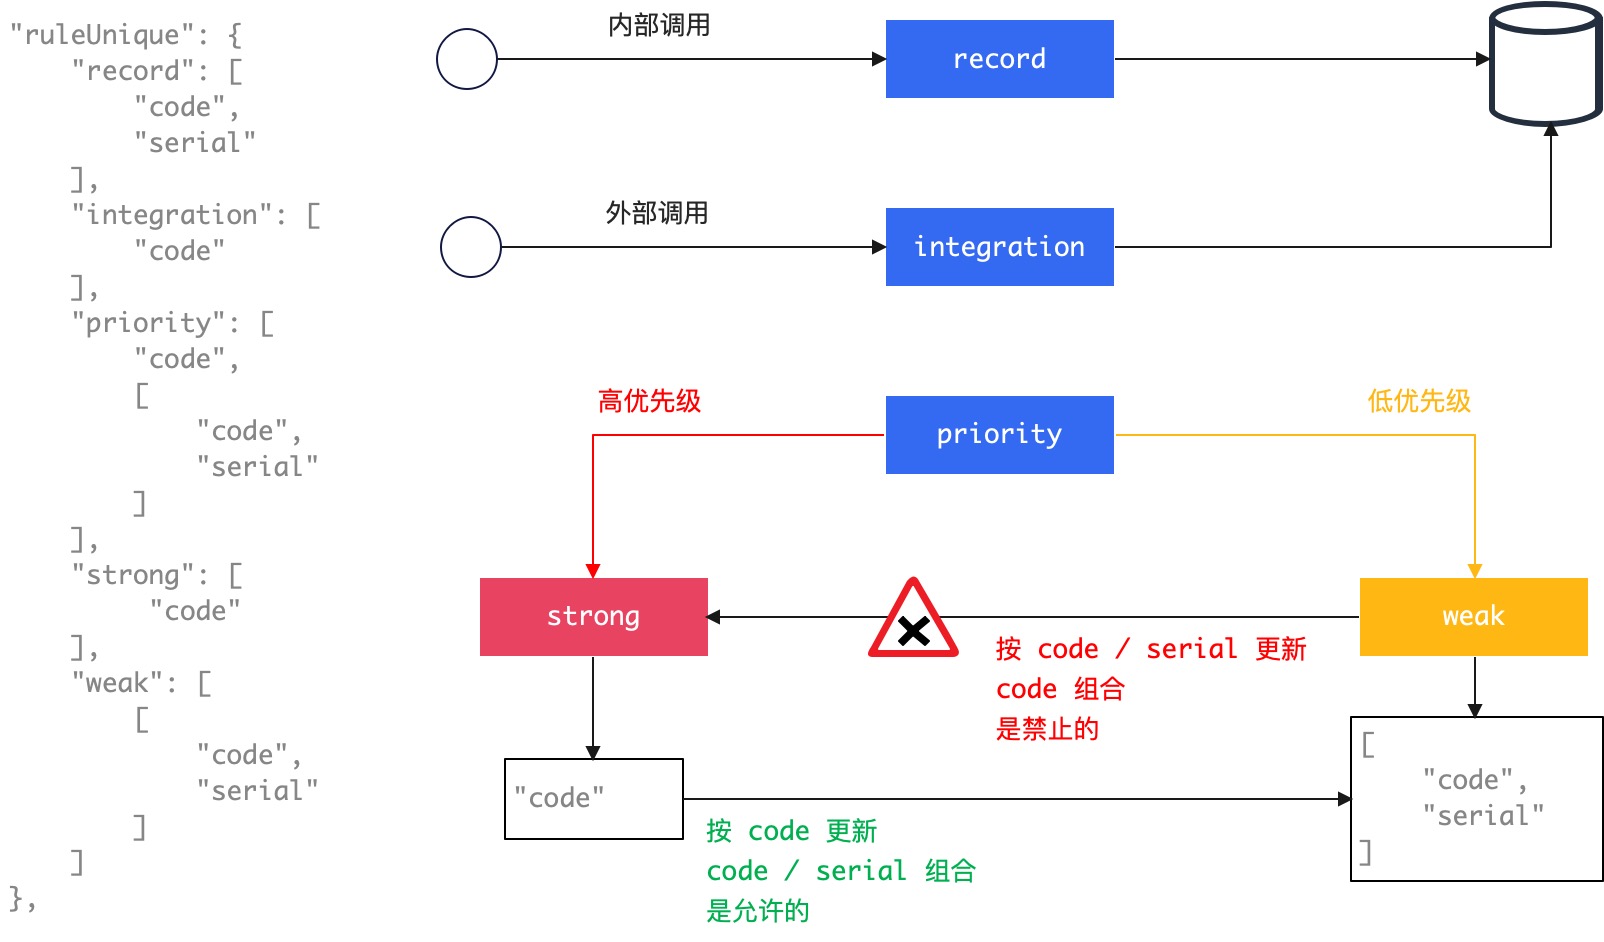 "ruleUnique": {
    "record": [
        "code",
        "serial"
    ],
    "integration": [
        "code"
    ],
    "priority": [
        "code",
        [
            "code",
            "serial"
        ]
    ],
    "strong": [
         "code"
    ],
    "weak": [
        [
            "code",
            "serial"
        ]
    ]
},
内部调用
record
外部调用
integration
高优先级
priority
低优先级
strong
weak
按 code / serial 更新
code 组合
是禁止的
"code"
按 code 更新
code / serial 组合
是允许的
[
    "code",
    "serial"
]